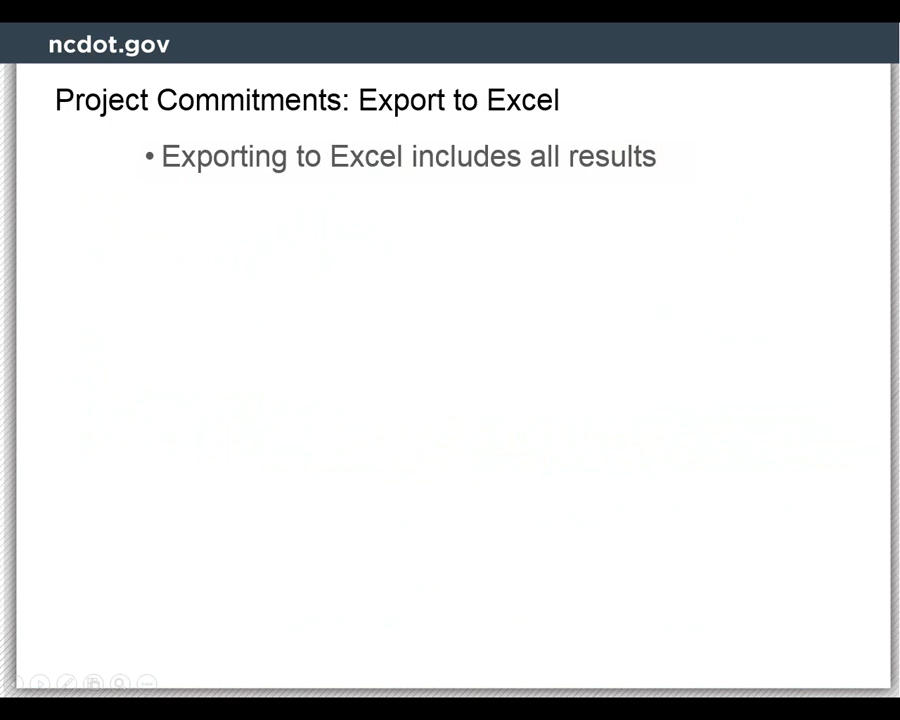 ncdot.gov
Project Commitments: Export to Excel
• Exporting to Excel includes all results